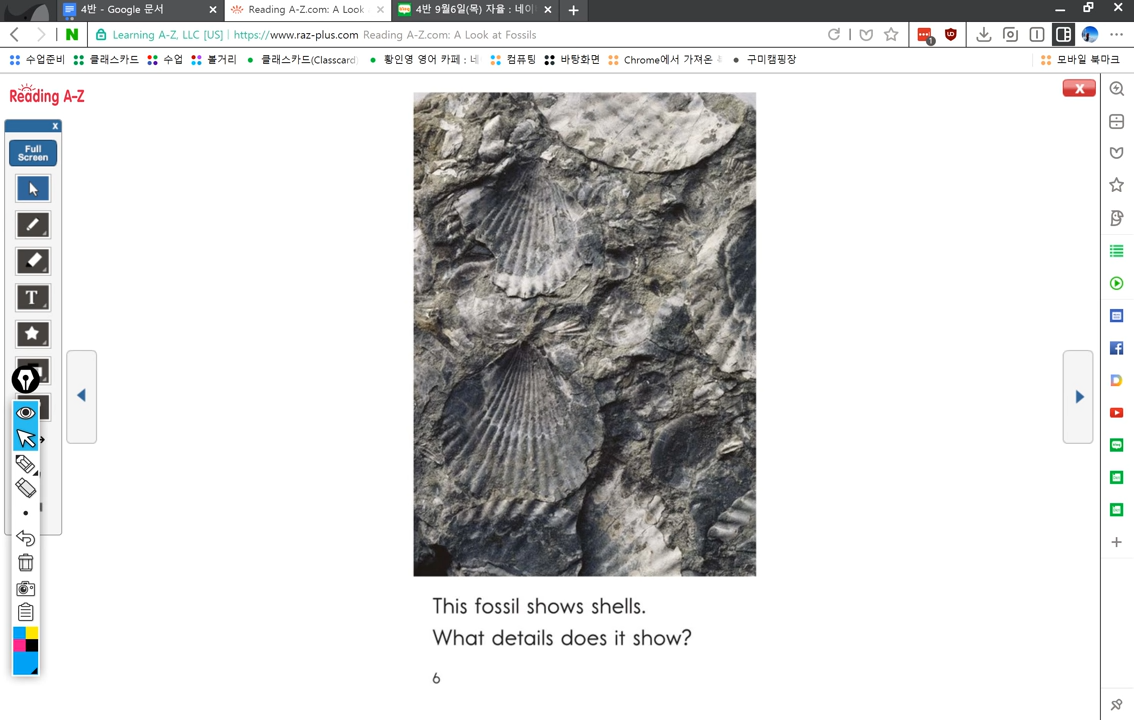 4반 - Google 문서
Reading A-Z.com: A Look
4반 9월6일(목) 자율 : 네이
N
Learning A-Z, LLC [US]
https://www.raz-plus.com
Reading A-Z.com: A Look at Fossils
수업준비
클래스카드
수업
볼거리
클래스카드(Classcard
황인영 영어 카페 : 네
컴퓨팅
바탕화면
Chrome에서 가져온
구미캠핑장
모바일 북마크
Reading A-Z
x
Full
Screen
T
X
This fossil shows shells.
What details does it show?
6